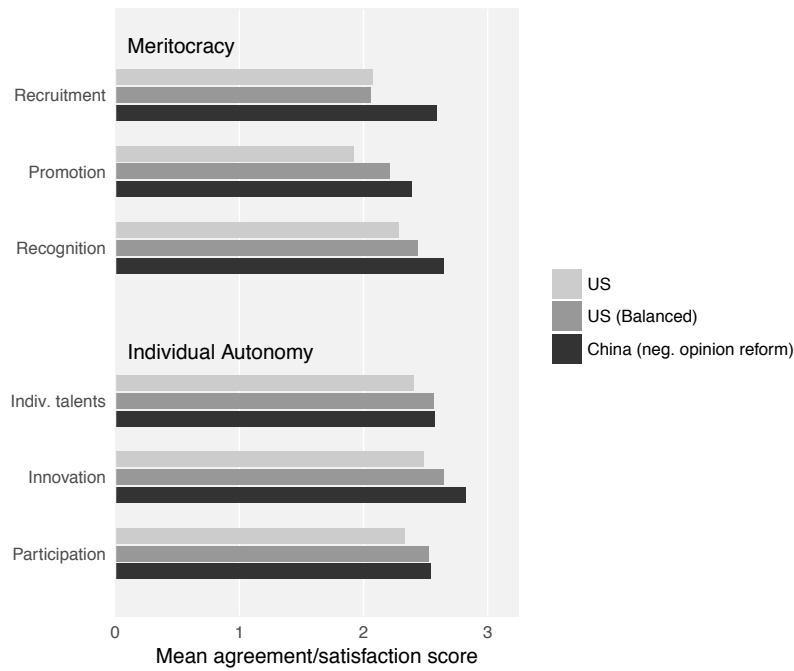 Meritocracy
Recruitment
Promotion
Recognition
Individual Autonomy
Indiv. talents
Innovation
Participation
0 1 2 3
Mean agreement/satisfaction score
US
US (Balanced)
China (neg. opinion reform)